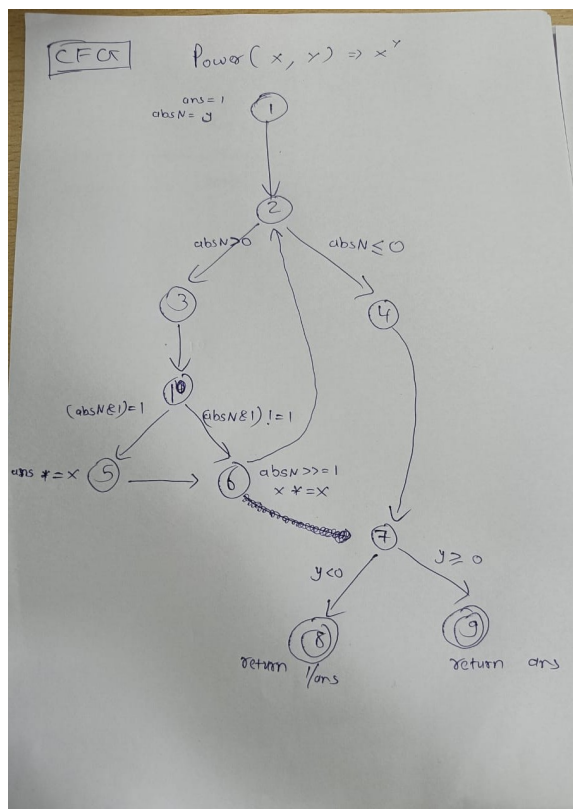 CFG
Power( x, y) => x^y
ans = 1
absN = y
1
2
absN>0
absN≤0
3
4
10
(absN&1)=1
(absN&1) != 1
ans *= x
5
6
absN>>=1
x *= x
7
y<0
y≥0
8
9
return 1/ans
return ans